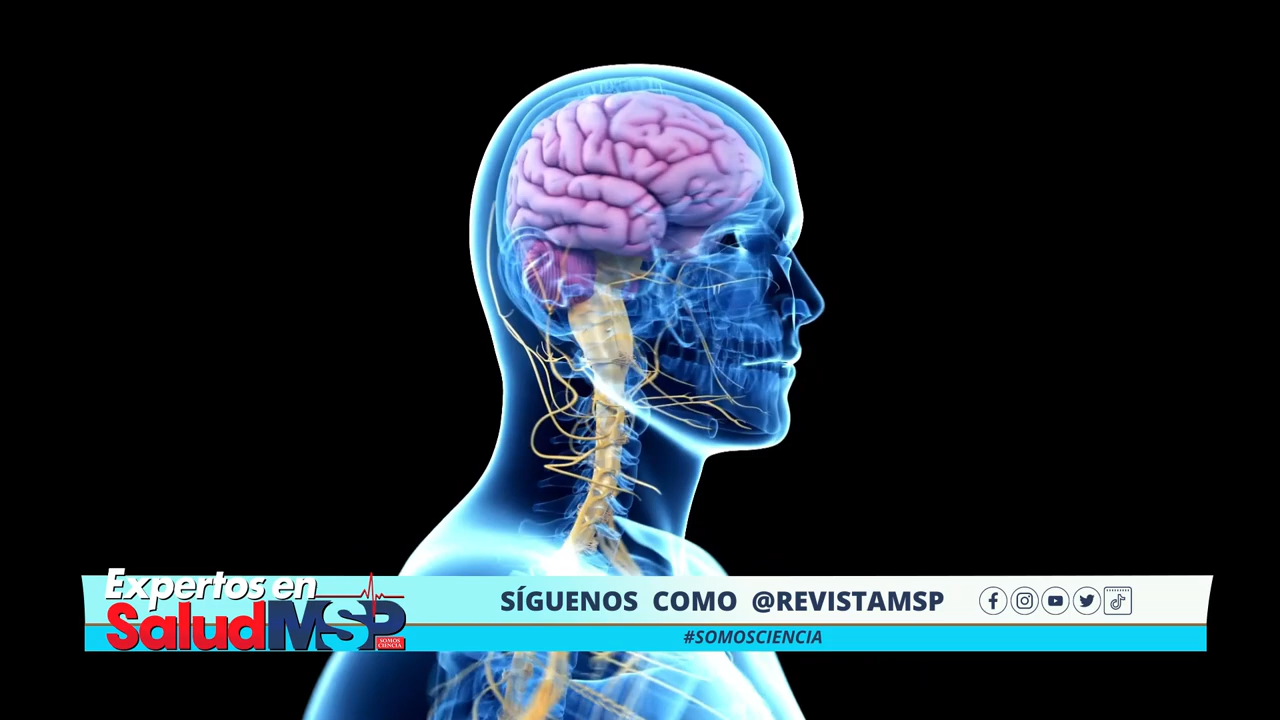 Expertos en
SaludMSP
SOMOS
CIENCIA
SÍGUENOS COMO @REVISTAMSP
#SOMOSCIENCIA